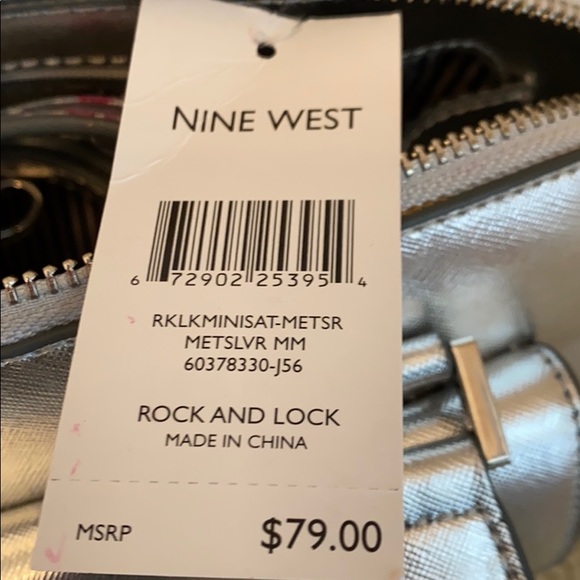 NINE WEST
6 72902 25395 4
RKLKMINISAT-METSR
METSLVR MM
60378330-J56
ROCK AND LOCK
MADE IN CHINA
MSRP $79.00